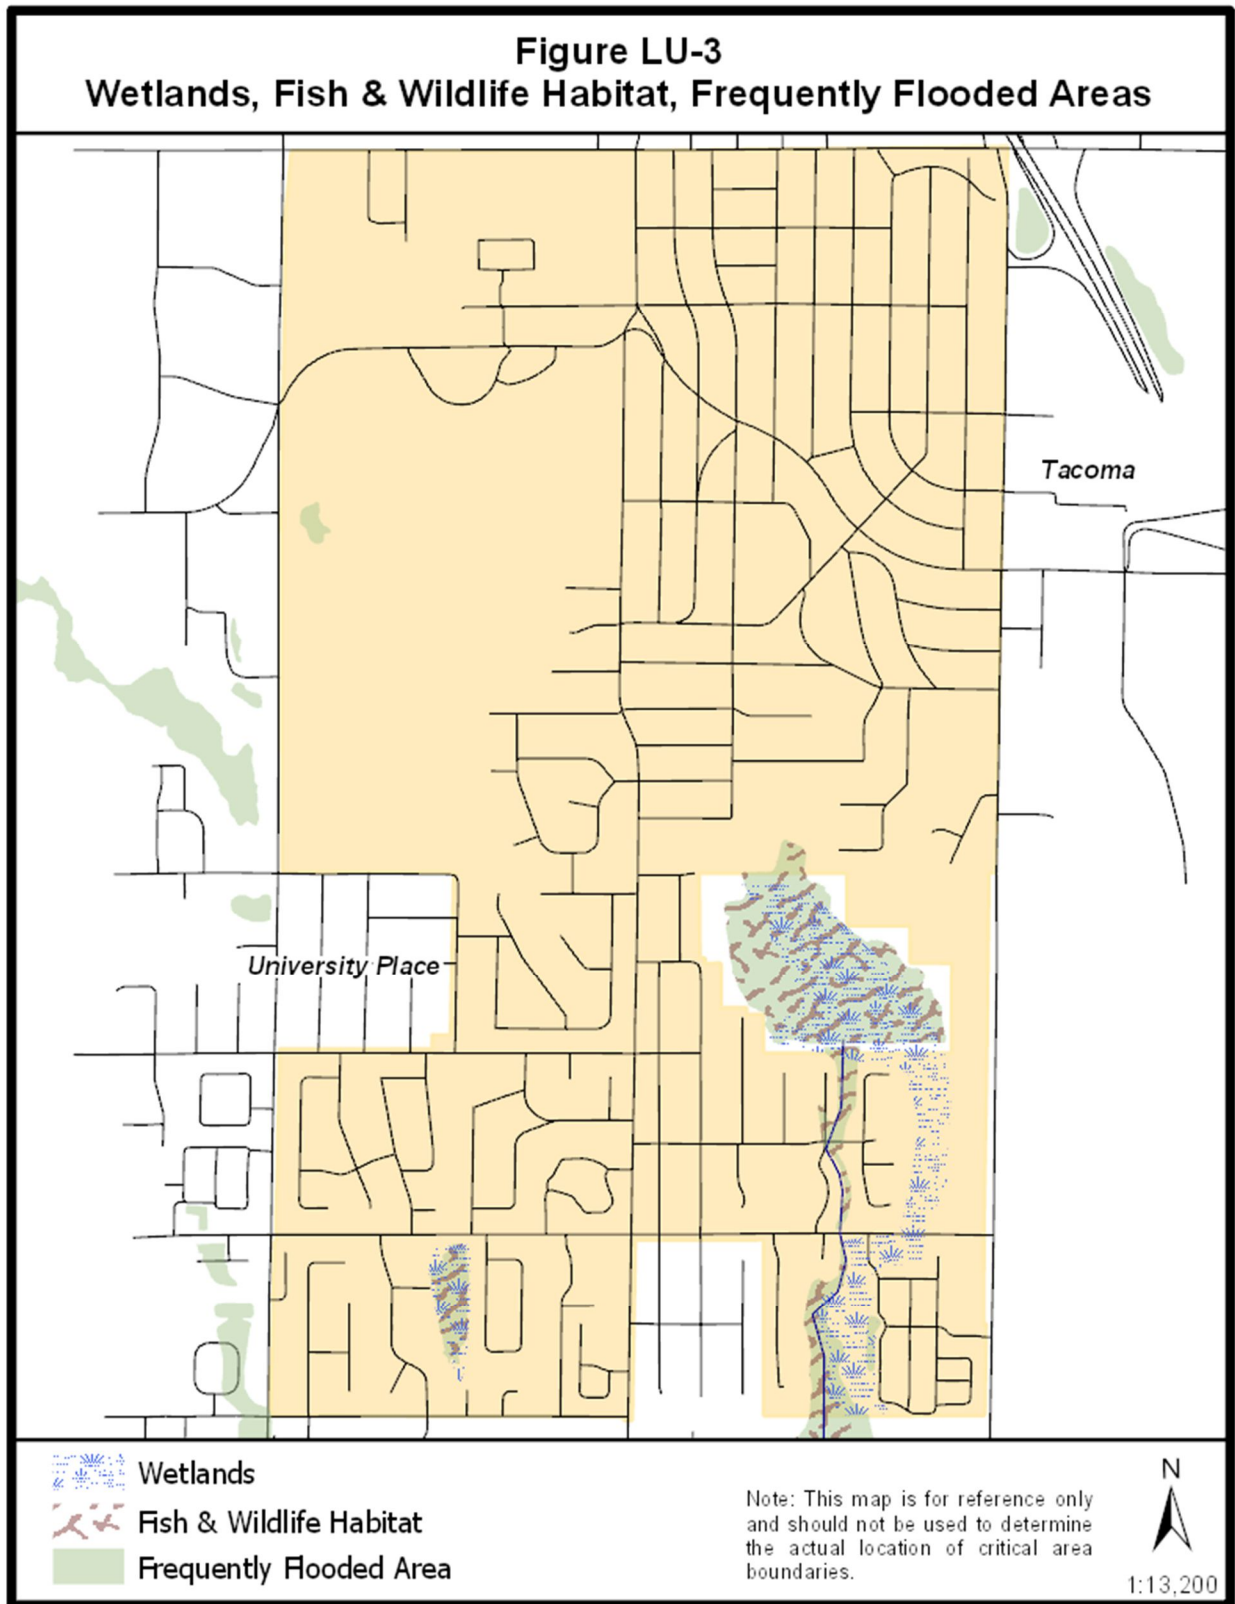 Figure LU-3
Wetlands, Fish & Wildlife Habitat, Frequently Flooded Areas
Tacoma
University Place
Wetlands
Fish & Wildlife Habitat
Frequently Flooded Area
Note: This map is for reference only
and should not be used to determine
the actual location of critical area
boundaries.
N
1:13,200